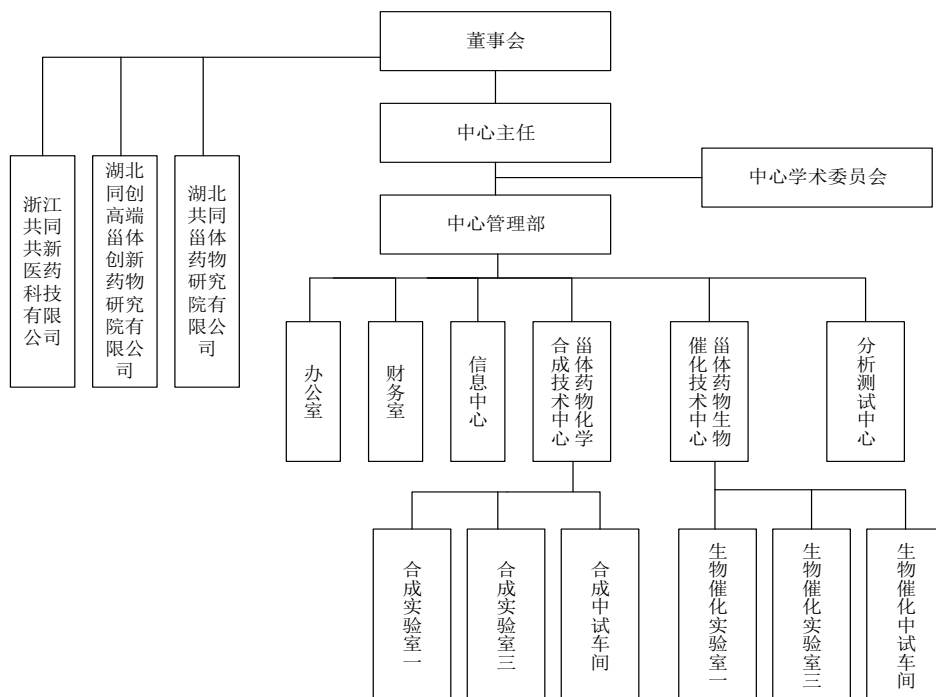 董事会
中心主任
中心学术委员会
中心管理部
浙江
共同
共新
医药
科技
有限
公司
湖北
同创
高端
甾体
创新
药物
研究
院有
限公
司
湖北
共同
甾体
药物
研究
院有
限公
司
办公室
财务室
信息中心
甾体药物化学
合成技术中心
甾体药物生物
催化技术中心
分析测试中心
合成实验室一
合成实验室三
合成中试车间
生物催化实验室一
生物催化实验室三
生物催化中试车间